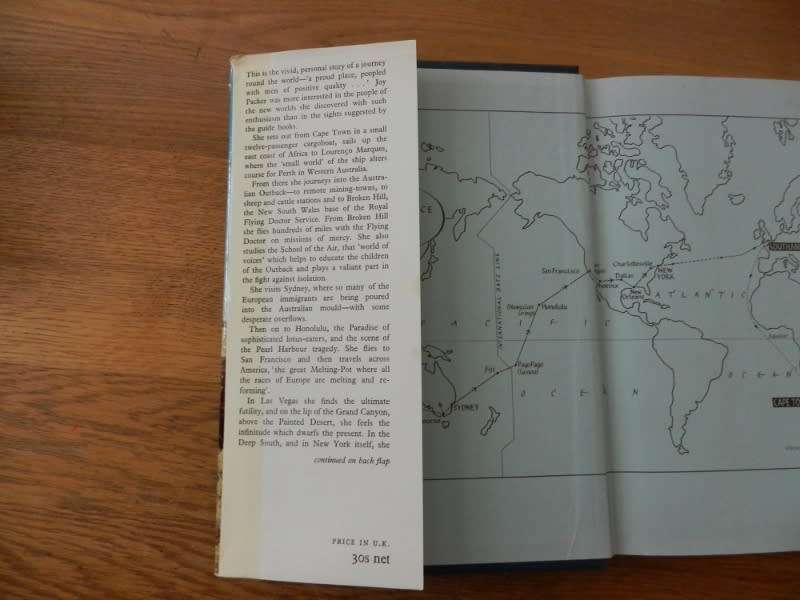 This is the vivid, personal story of a journey
round the world—'a proud place, peopled
with men of positive quality . . .' Joy
Packer was more interested in the people of
the new worlds she discovered with such
enthusiasm than in the sights suggested by
the guide books.
She sets out from Cape Town in a small
twelve-passenger cargoboat, sails up the
east coast of Africa to Lourenço Marques,
where the 'small world' of the ship alters
course for Perth in Western Australia.
From there she journeys into the Austra-
lian Outback—to remote mining-towns, to
sheep and cattle stations and to Broken Hill,
the New South Wales base of the Royal
Flying Doctor Service. From Broken Hill
she flies hundreds of miles with the Flying
Doctor on missions of mercy. She also
studies the School of the Air, that 'world of
voices' which helps to educate the children
of the Outback and plays a valiant part in
the fight against isolation.
She visits Sydney, where so many of the
European immigrants are being poured
into the Australian mould—with some
desperate overflows.
Then on to Honolulu, the Paradise of
sophisticated lotus-eaters, and the scene of
the Pearl Harbour tragedy. She flies to
San Francisco and then travels across
America, 'the great Melting-Pot where all
the races of Europe are melting and re-
forming'.
In Las Vegas she finds the ultimate
futility, and on the lip of the Grand Canyon,
above the Painted Desert, she feels the
infinitude which dwarfs the present. In the
Deep South, and in New York itself, she
continued on back flap
PRICE IN U.K.
30s net
CE
INTERNATIONAL DATE LINE
San Francisco
Charlottesville
NEW
YORK
Dallas
New
Orleans
Honolulu
ATLANTIC
OCEAN
PACIFIC
OCEAN
Fiji
PagoPago
(Samoa)
SYDNEY
SOUTHAM
CAPE TO